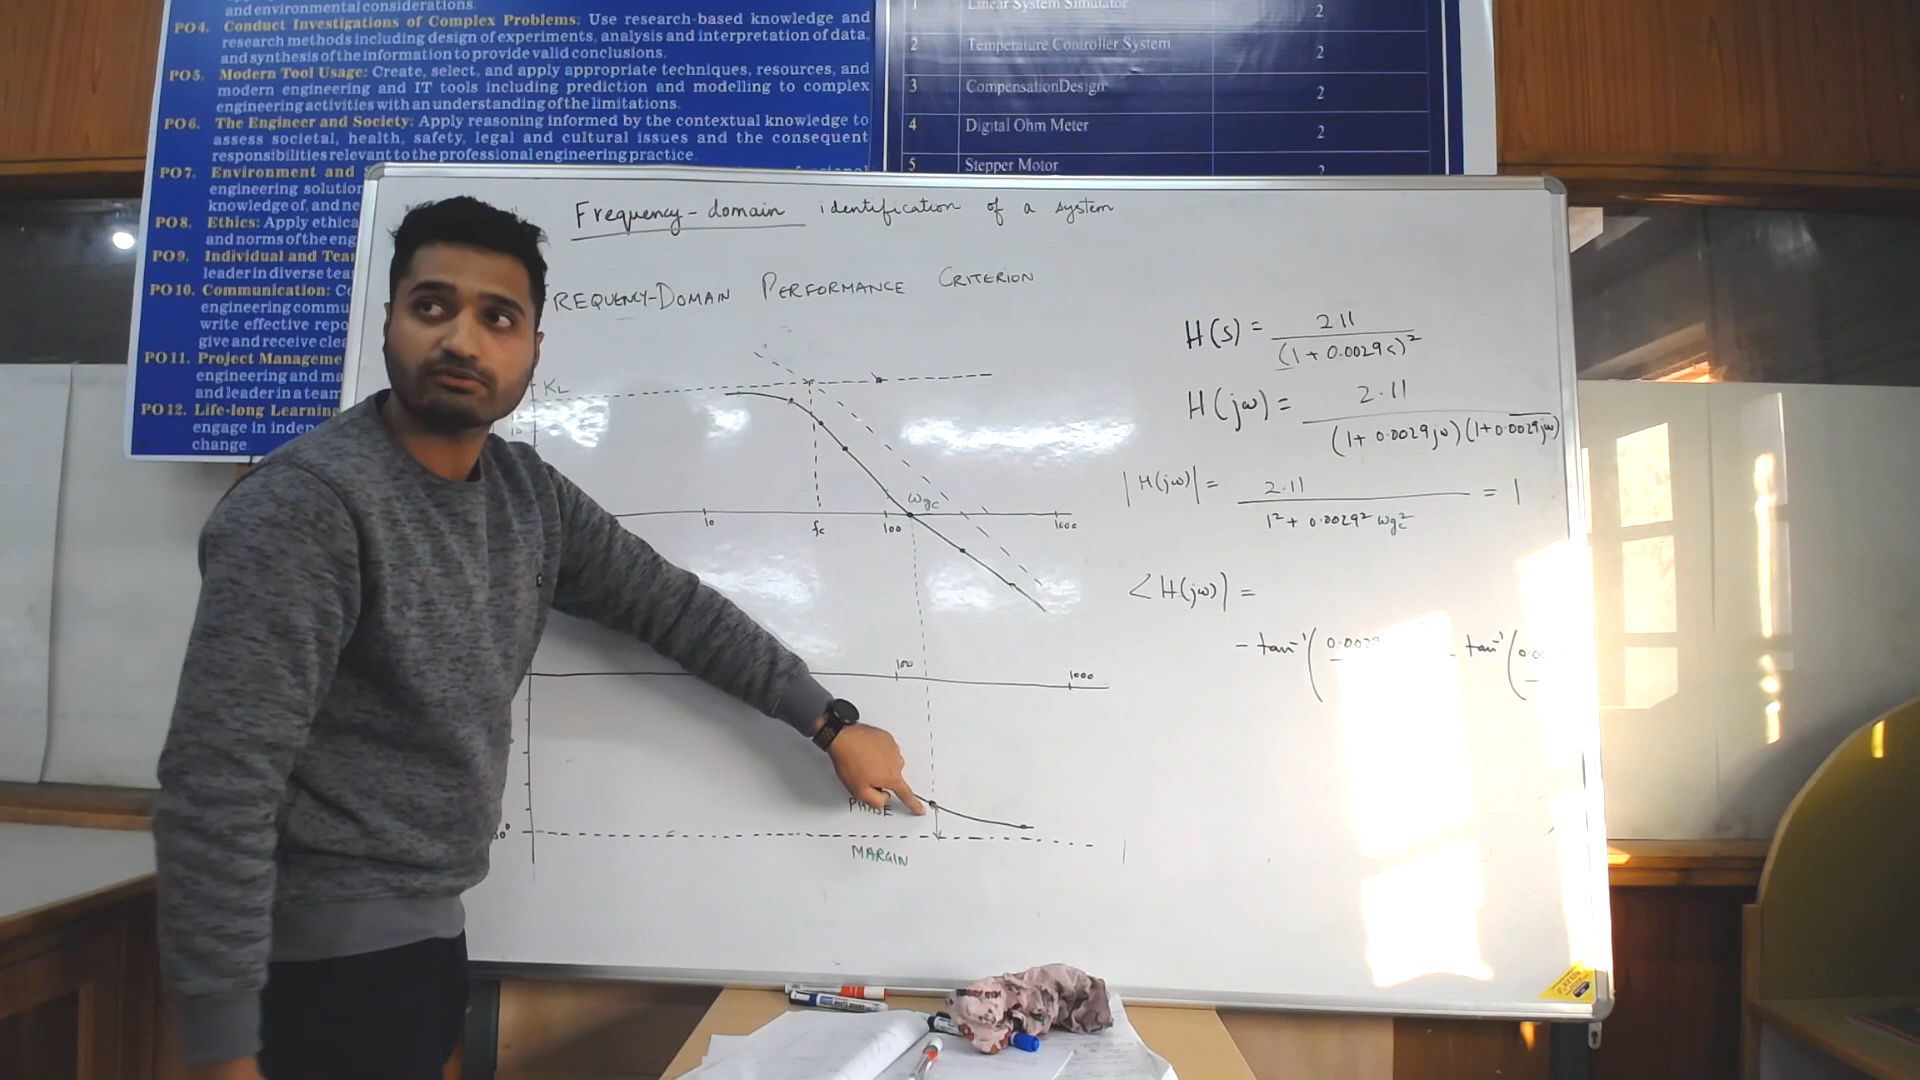 and environmental considerations.
PO4. Conduct Investigations of Complex Problems: Use research-based knowledge and
research methods including design of experiments, analysis and interpretation of data,
and synthesis of the information to provide valid conclusions.
PO5. Modern Tool Usage: Create, select, and apply appropriate techniques, resources, and
modern engineering and IT tools including prediction and modelling to complex
engineering activities with an understanding of the limitations.
PO6. The Engineer and Society: Apply reasoning informed by the contextual knowledge to
assess societal, health, safety, legal and cultural issues and the consequent
responsibilities relevant to the professional engineering practice.
PO7. Environment and
engineering solution
knowledge of, and ne
PO8. Ethics: Apply ethica
and norms of the eng
PO9. Individual and Tea
leader in diverse tea
PO10. Communication: Co
engineering commu
write effective repo
give and receive clea
PO11. Project Manageme
engineering and ma
and leader in a team
PO12. Life-long Learning
engage in indep
change.
1 Linear System Simulator 2
2 Temperature Controller System 2
3 CompensationDesign 2
4 Digital Ohm Meter 2
5 Stepper Motor 2
Frequency-domain identification of a system
FREQUENCY-DOMAIN PERFORMANCE CRITERION
KL
ωgc
10 fc 100 1000
100 1000
PHASE
MARGIN
H(s) = 211 / (1 + 0.0029s)²
H(jω) = 2.11 / (1+0.0029jω)(1+0.0029jω)
|H(jω)| = 2.11 / 1² + 0.0029² ωgc² = 1
∠H(jω)| =
- tan⁻¹(0.0029 - tan⁻¹(0.0